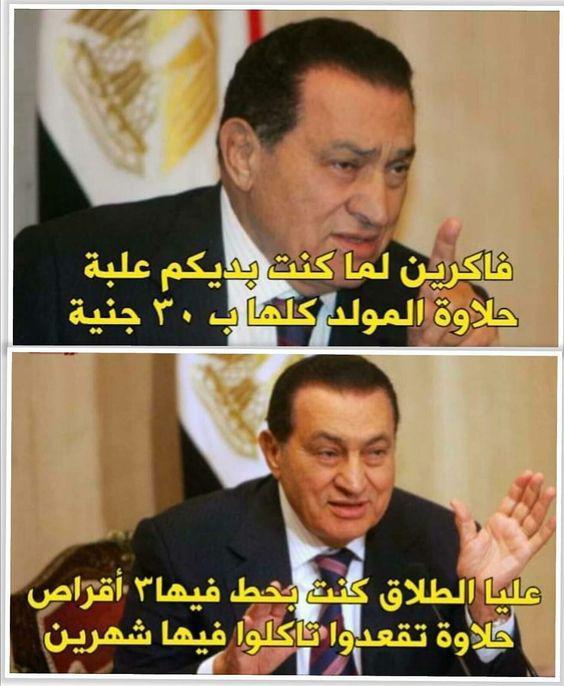 فاكرين لما كنت بديكم علبة
حلاوة المولد كلها ب ٣٠ جنية
عليا الطلاق كنت بحط فيها٣ أقراص
حلاوة تقعدوا تاكلوا فيها شهرين